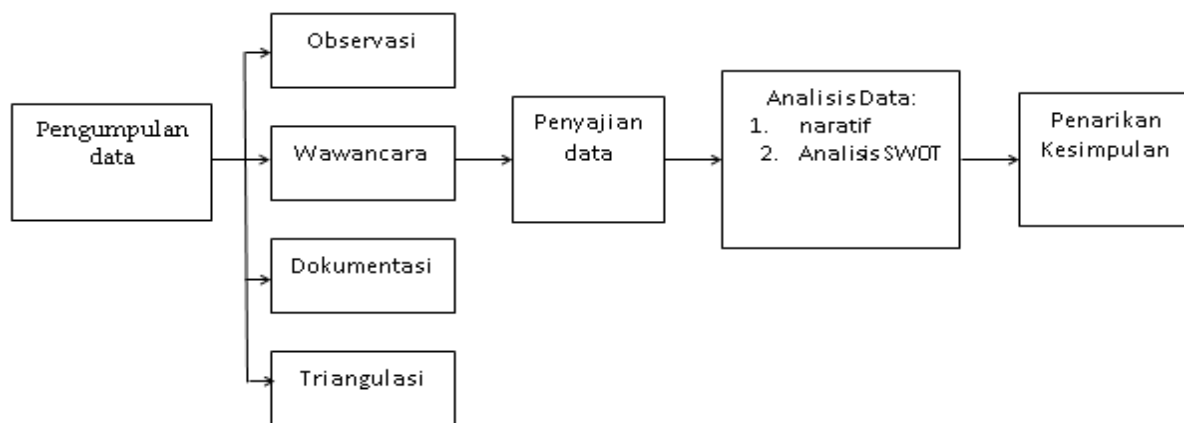 Pengumpulan
data
Observasi
Wawancara
Dokumentasi
Triangulasi
Penyajian
data
Analisis Data:
1. naratif
2. Analisis SWOT
Penarikan
Kesimpulan